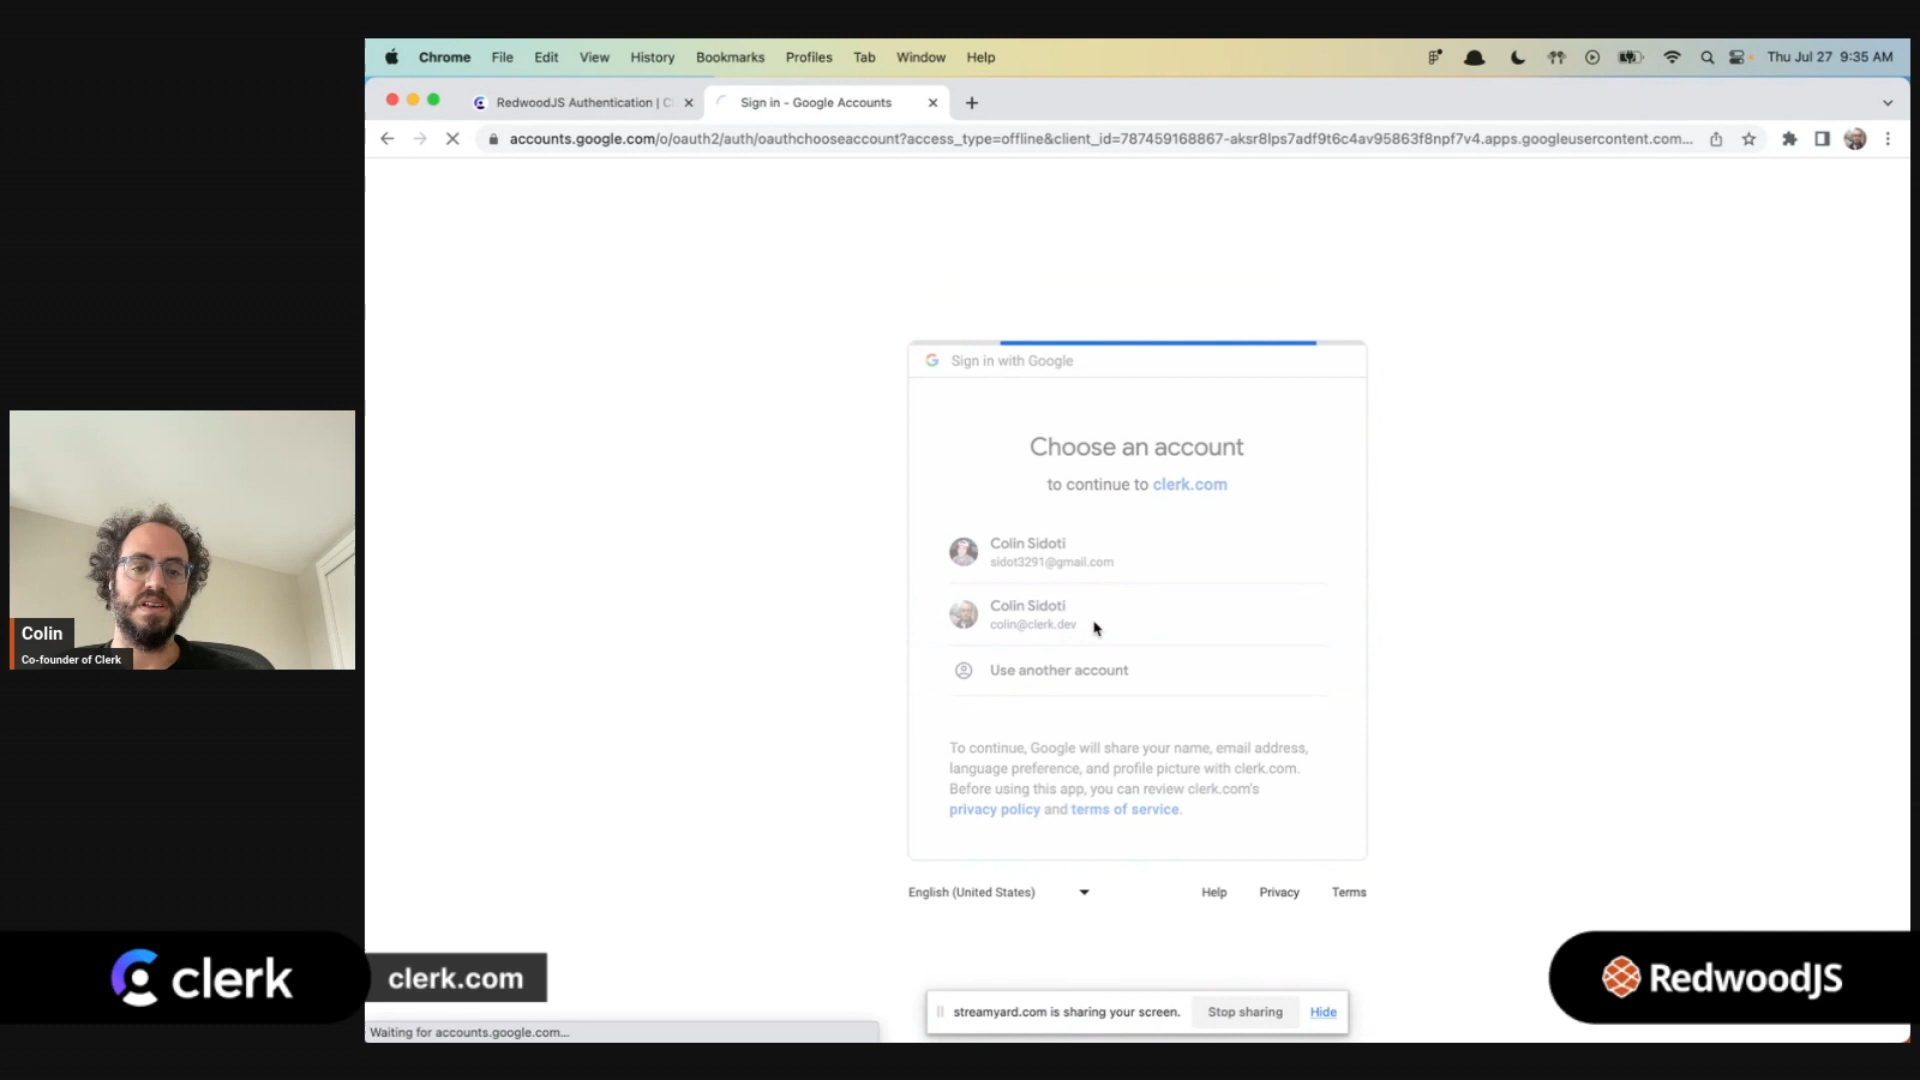 Chrome File Edit View History Bookmarks Profiles Tab Window Help Thu Jul 27 9:35 AM
RedwoodJS Authentication | C
Sign in - Google Accounts
accounts.google.com/o/oauth2/auth/oauthchooseaccount?access_type=offline&client_id=787459168867-aksr8lps7adf9t6c4av95863f8npf7v4.apps.googleusercontent.com...
Sign in with Google
Choose an account
to continue to clerk.com
Colin Sidoti
sidot3291@gmail.com
Colin Sidoti
colin@clerk.dev
Use another account
To continue, Google will share your name, email address,
language preference, and profile picture with clerk.com.
Before using this app, you can review clerk.com's
privacy policy and terms of service.
English (United States) Help Privacy Terms
Colin
Co-founder of Clerk
clerk
clerk.com
RedwoodJS
streamyard.com is sharing your screen. Stop sharing Hide
Waiting for accounts.google.com...